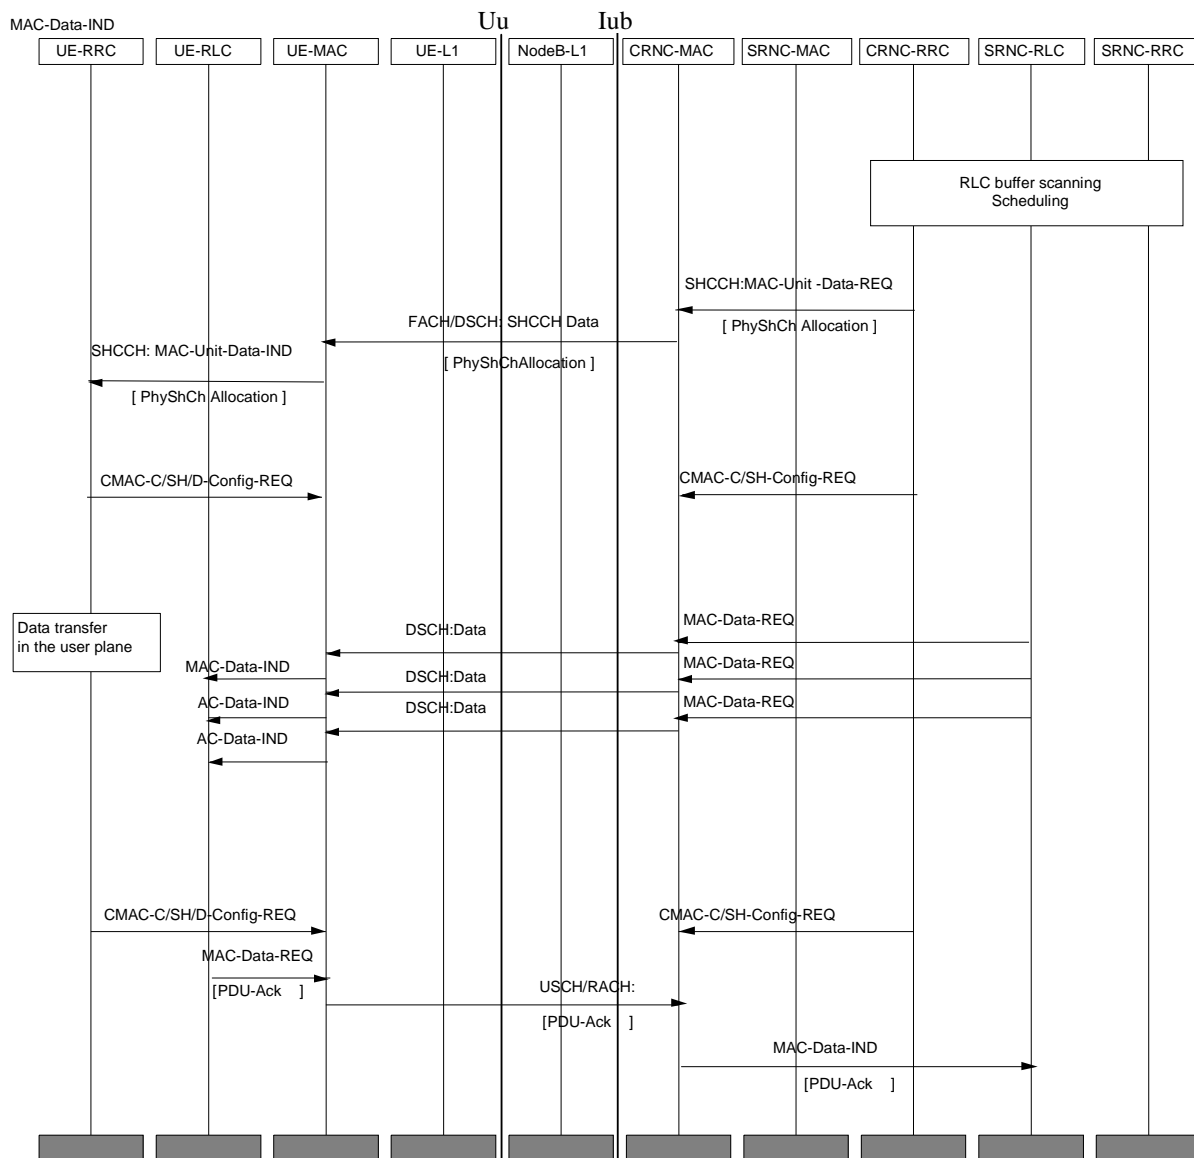 Uu
Iub
MAC-Data-IND
UE-RRC
UE-RLC
UE-MAC
UE-L1
NodeB-L1
CRNC-MAC
SRNC-MAC
CRNC-RRC
SRNC-RLC
SRNC-RRC
RLC buffer scanning
Scheduling
SHCCH:MAC-Unit -Data-REQ
[ PhyShCh Allocation ]
FACH/DSCH: SHCCH Data
[ PhyShChAllocation ]
SHCCH: MAC-Unit-Data-IND
[ PhyShCh Allocation ]
CMAC-C/SH/D-Config-REQ
CMAC-C/SH-Config-REQ
Data transfer
in the user plane
MAC-Data-REQ
DSCH:Data
MAC-Data-IND
MAC-Data-REQ
DSCH:Data
AC-Data-IND
MAC-Data-REQ
DSCH:Data
AC-Data-IND
CMAC-C/SH/D-Config-REQ
CMAC-C/SH-Config-REQ
MAC-Data-REQ
[PDU-Ack ]
USCH/RACH:
[PDU-Ack ]
MAC-Data-IND
[PDU-Ack ]